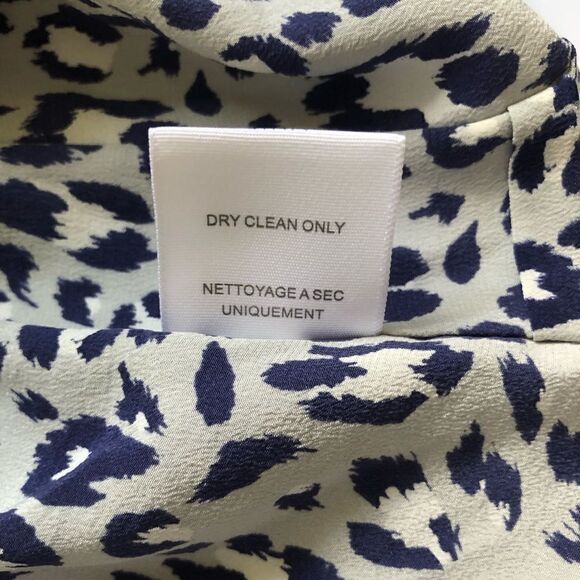 DRY CLEAN ONLY
NETTOYAGE A SEC
UNIQUEMENT